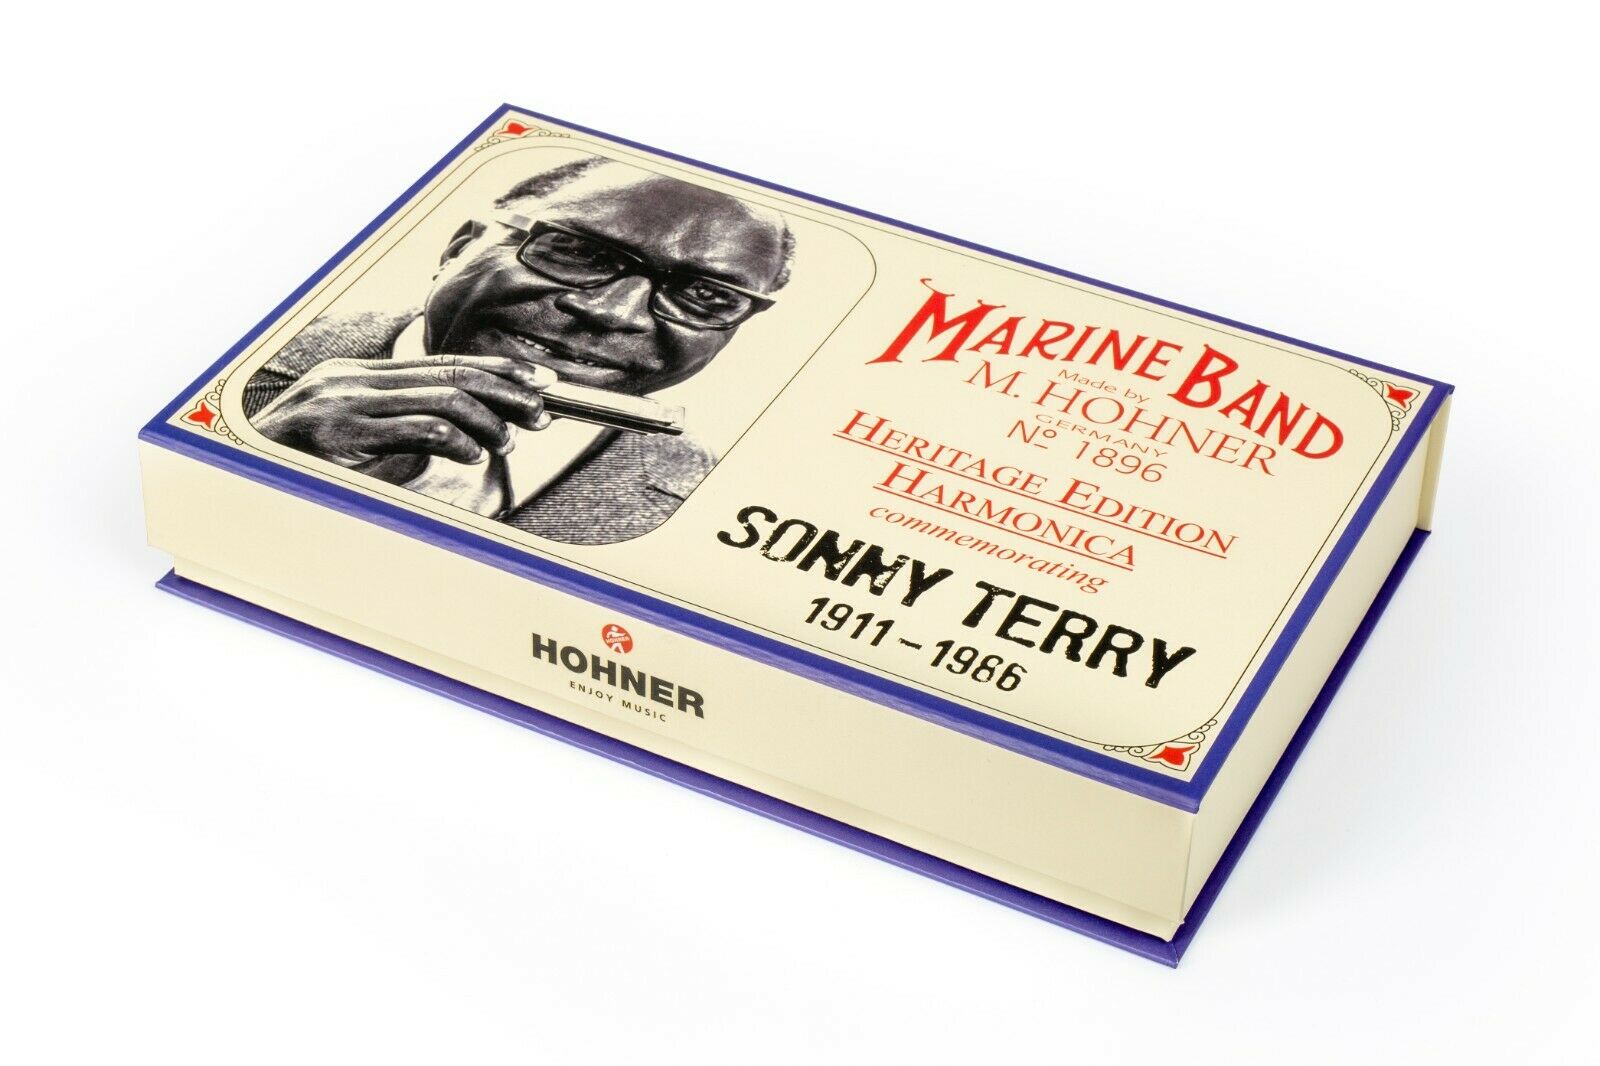 MARINE BAND
Made by
M. HOHNER
GERMANY
Nº 1896
HERITAGE EDITION
HARMONICA
commemorating
SONNY TERRY
1911-1986
HOHNER
HOHNER
ENJOY MUSIC